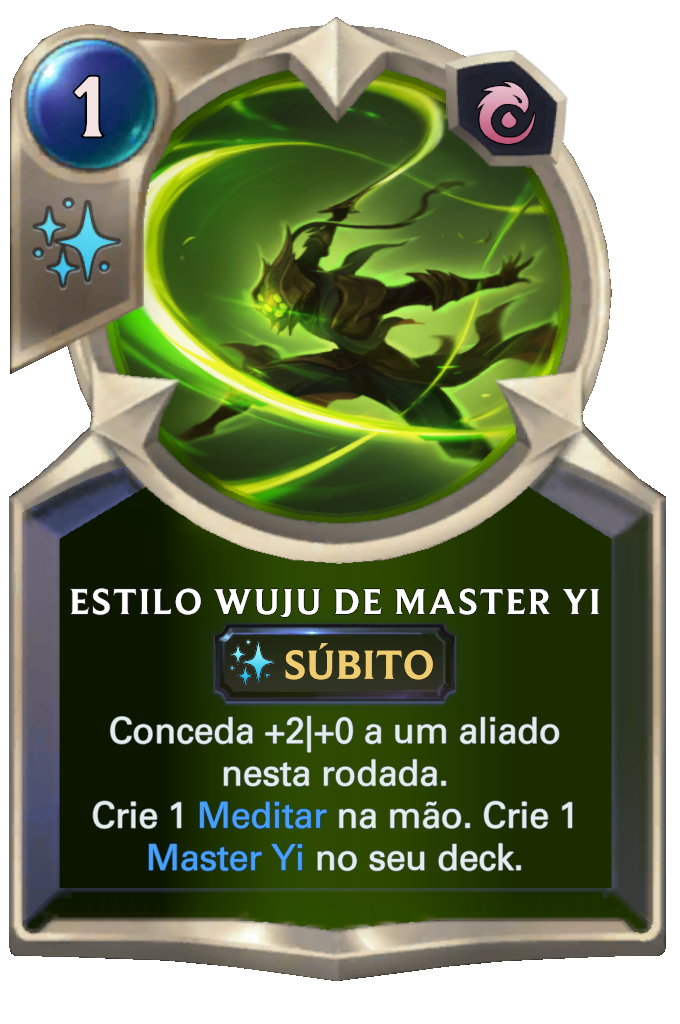 1
ESTILO WUJU DE MASTER YI
SÚBITO
Conceda +2|+0 a um aliado
nesta rodada.
Crie 1 Meditar na mão. Crie 1
Master Yi no seu deck.